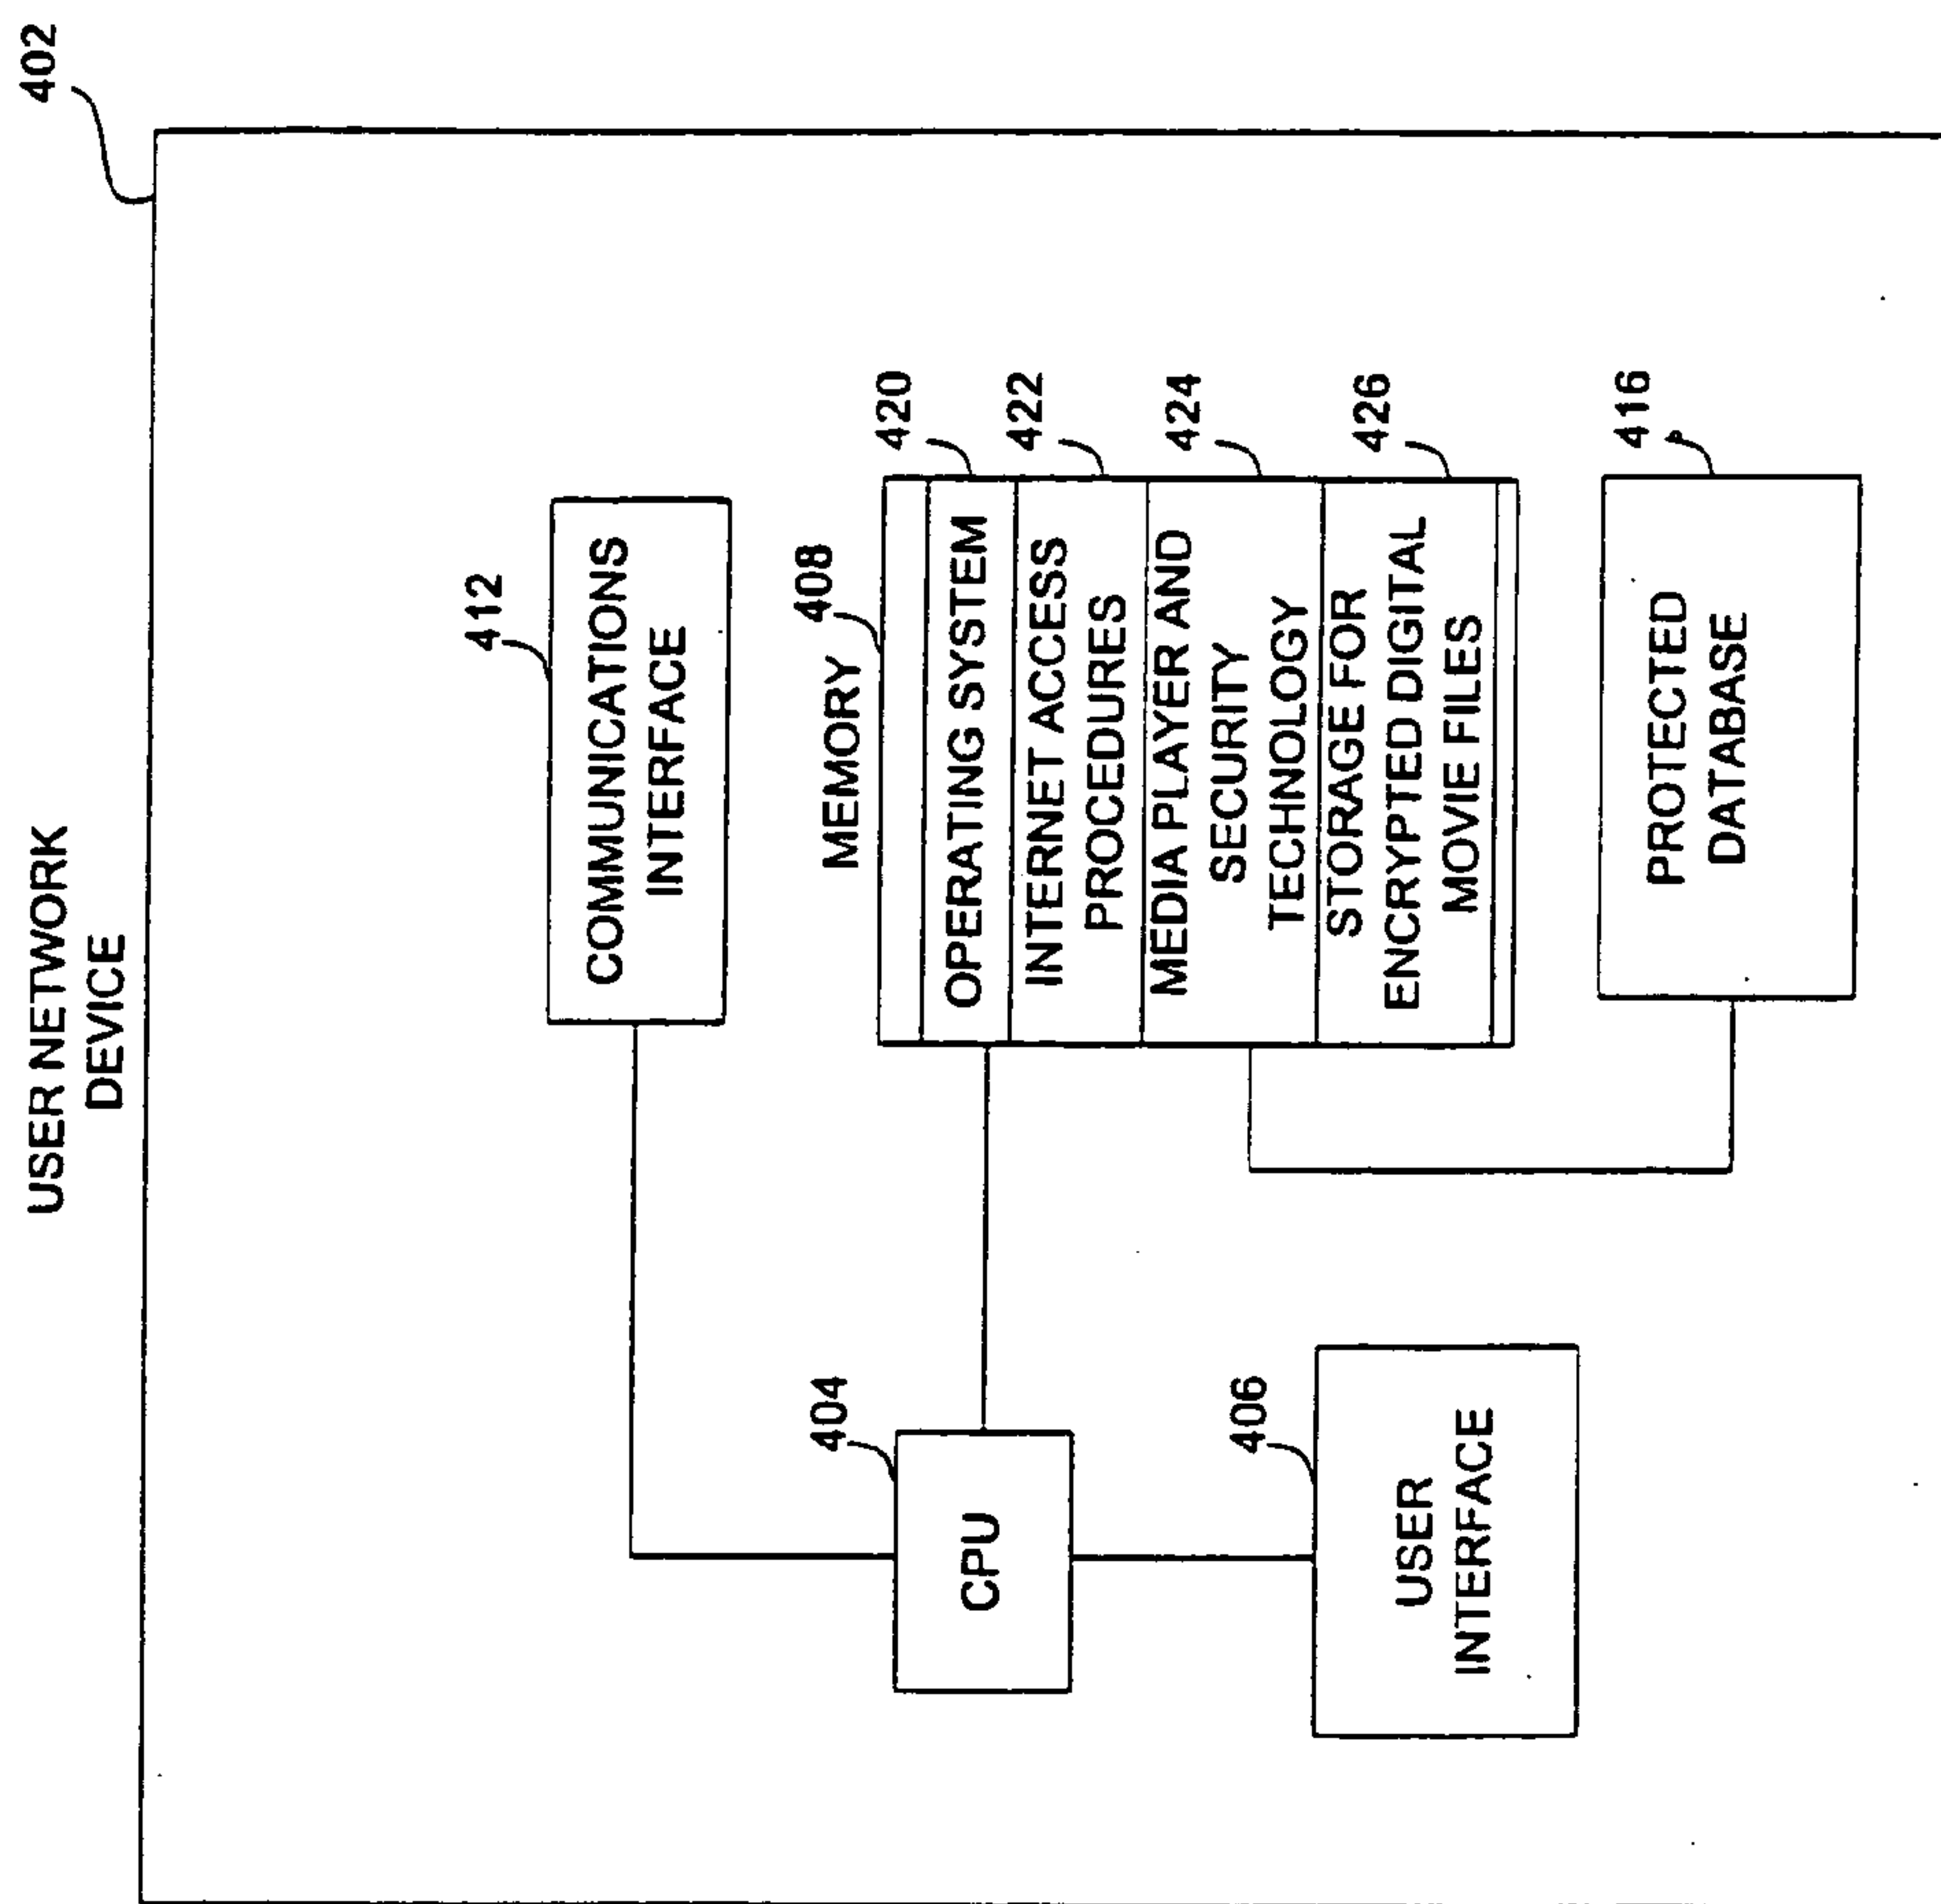 USER NETWORK
DEVICE
402
412
COMMUNICATIONS
INTERFACE
408
MEMORY
420
OPERATING SYSTEM
422
INTERNET ACCESS
PROCEDURES
424
MEDIA PLAYER AND
SECURITY
TECHNOLOGY
426
STORAGE FOR
ENCRYPTED DIGITAL
MOVIE FILES
404
CPU
406
USER
INTERFACE
416
PROTECTED
DATABASE